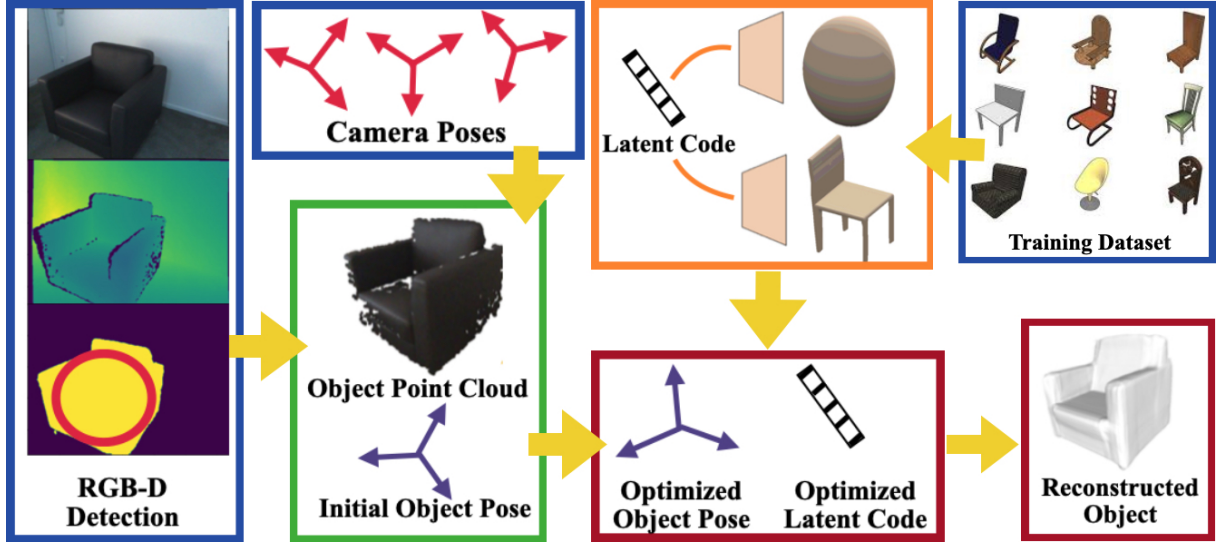 Camera Poses
Latent Code
Training Dataset
Object Point Cloud
Initial Object Pose
RGB-D
Detection
Optimized
Object Pose
Optimized
Latent Code
Reconstructed
Object